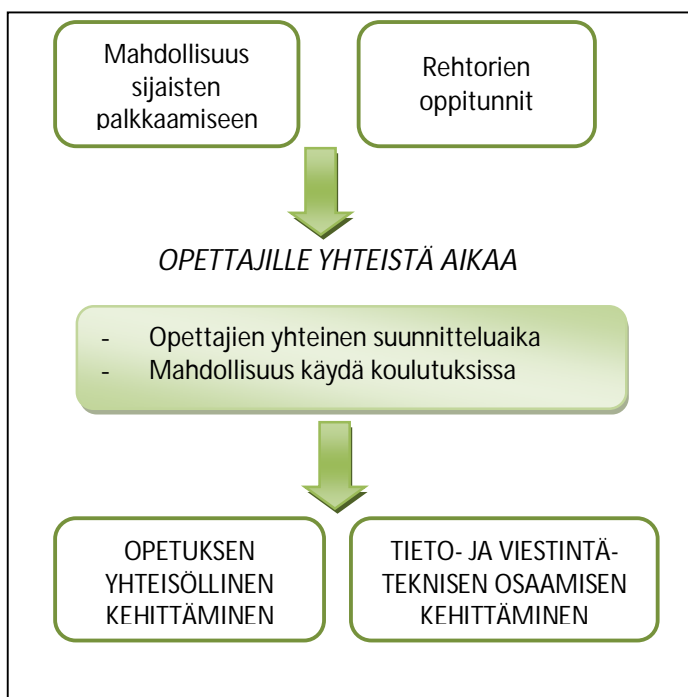 Mahdollisuus
sijaisten
palkkaamiseen
Rehtorien
oppitunnit
OPETTAJILLE YHTEISTÄ AIKAA
- Opettajien yhteinen suunnitteluaika
- Mahdollisuus käydä koulutuksissa
OPETUKSEN
YHTEISÖLLINEN
KEHITTÄMINEN
TIETO- JA VIESTINTÄ-
TEKNISEN OSAAMISEN
KEHITTÄMINEN